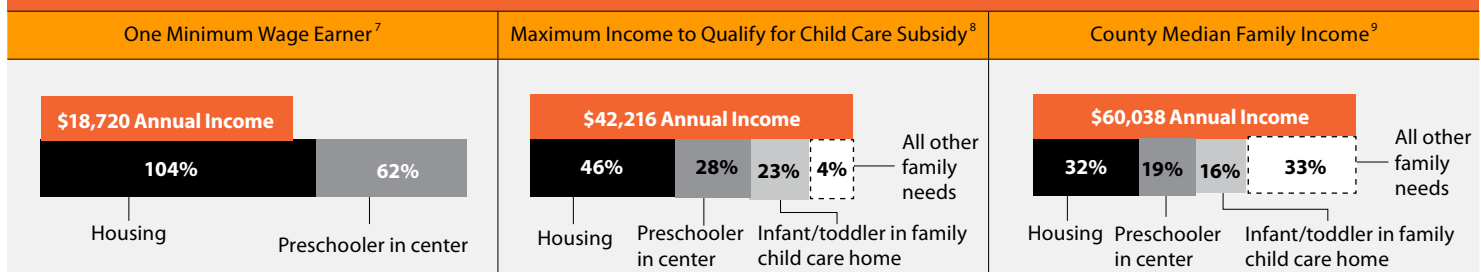 One Minimum Wage Earner7
Maximum Income to Qualify for Child Care Subsidy8
County Median Family Income9
$18,720 Annual Income
104%
62%
Housing
Preschooler in center
$42,216 Annual Income
46%
28%
23%
4%
All other
family
needs
Housing
Preschooler
in center
Infant/toddler in family
child care home
$60,038 Annual Income
32%
19%
16%
33%
All other
family
needs
Housing
Preschooler
in center
Infant/toddler in family
child care home